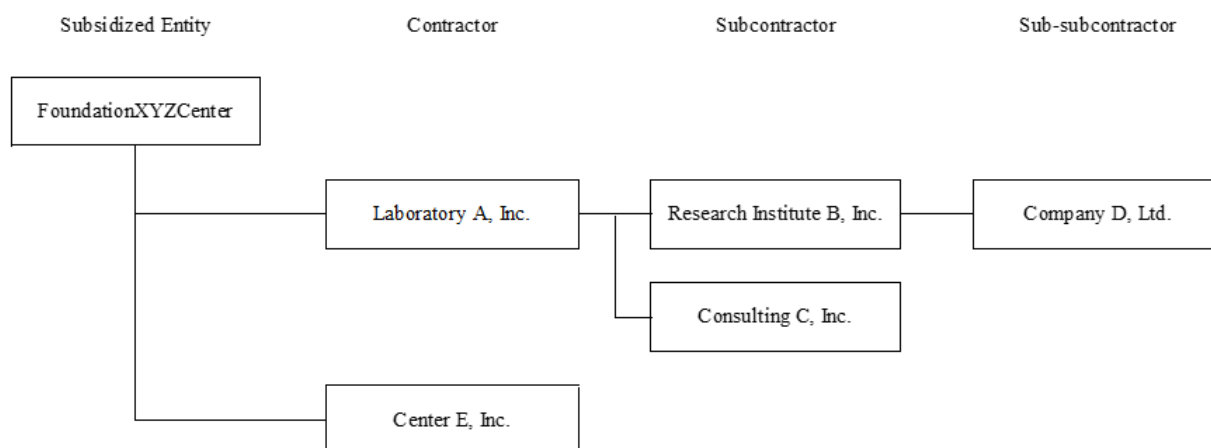 Subsidized Entity
Contractor
Subcontractor
Sub-subcontractor
FoundationXYZCenter
Laboratory A, Inc.
Research Institute B, Inc.
Company D, Ltd.
Consulting C, Inc.
Center E, Inc.